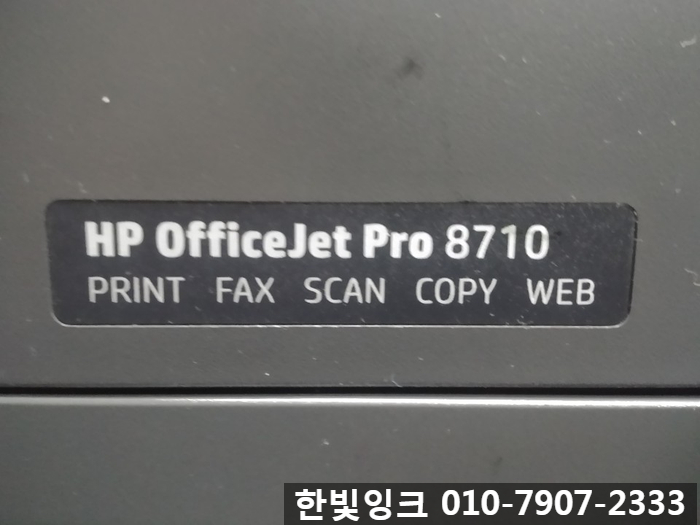 HP OfficeJet Pro 8710
PRINT FAX SCAN COPY WEB
한빛잉크 010-7907-2333